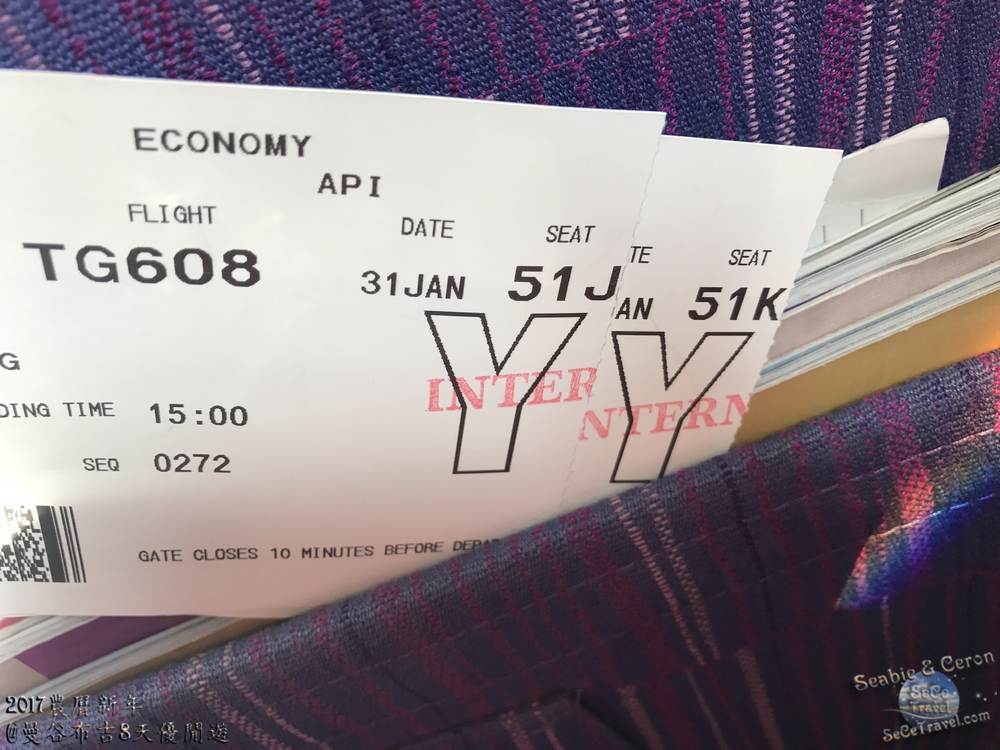 ECONOMY
API
FLIGHT
DATE
SEAT
TG608
31JAN
51J
G
DING TIME 15:00
SEQ 0272
Y
INTER
GATE CLOSES 10 MINUTES BEFORE DEPA
TE
SEAT
AN
51K
Y
NTERN
2017農曆新年
@曼谷布吉8天優閒遊
Seabie & Ceron
SeCe
Travel
SeCeTravel.com